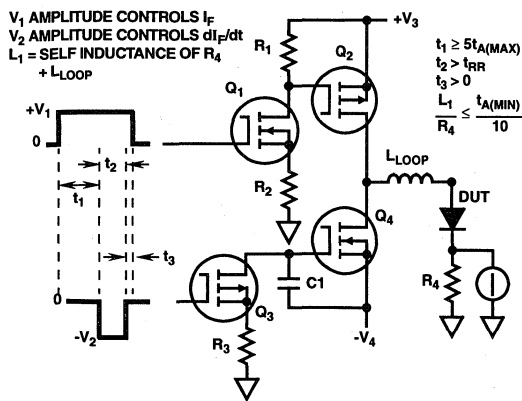 V1 AMPLITUDE CONTROLS IF
V2 AMPLITUDE CONTROLS dIF/dt
L1 = SELF INDUCTANCE OF R4
+ LLOOP
+V3
R1
Q2
t1 ≥ 5tA(MAX)
t2 > tRR
t3 > 0
L1/R4 ≤ tA(MIN)/10
Q1
+V1
0
t2
t1
t3
R2
LLOOP
DUT
Q4
R4
0
-V2
C1
Q3
R3
-V4